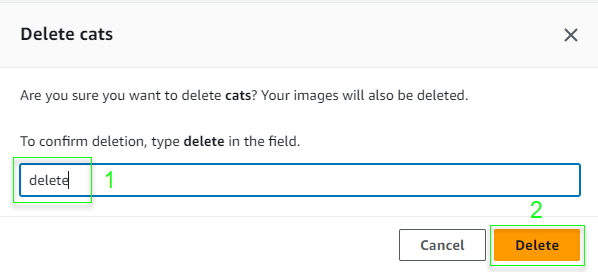 Delete cats
Are you sure you want to delete cats? Your images will also be deleted.
To confirm deletion, type delete in the field.
delete 1
2
Cancel Delete